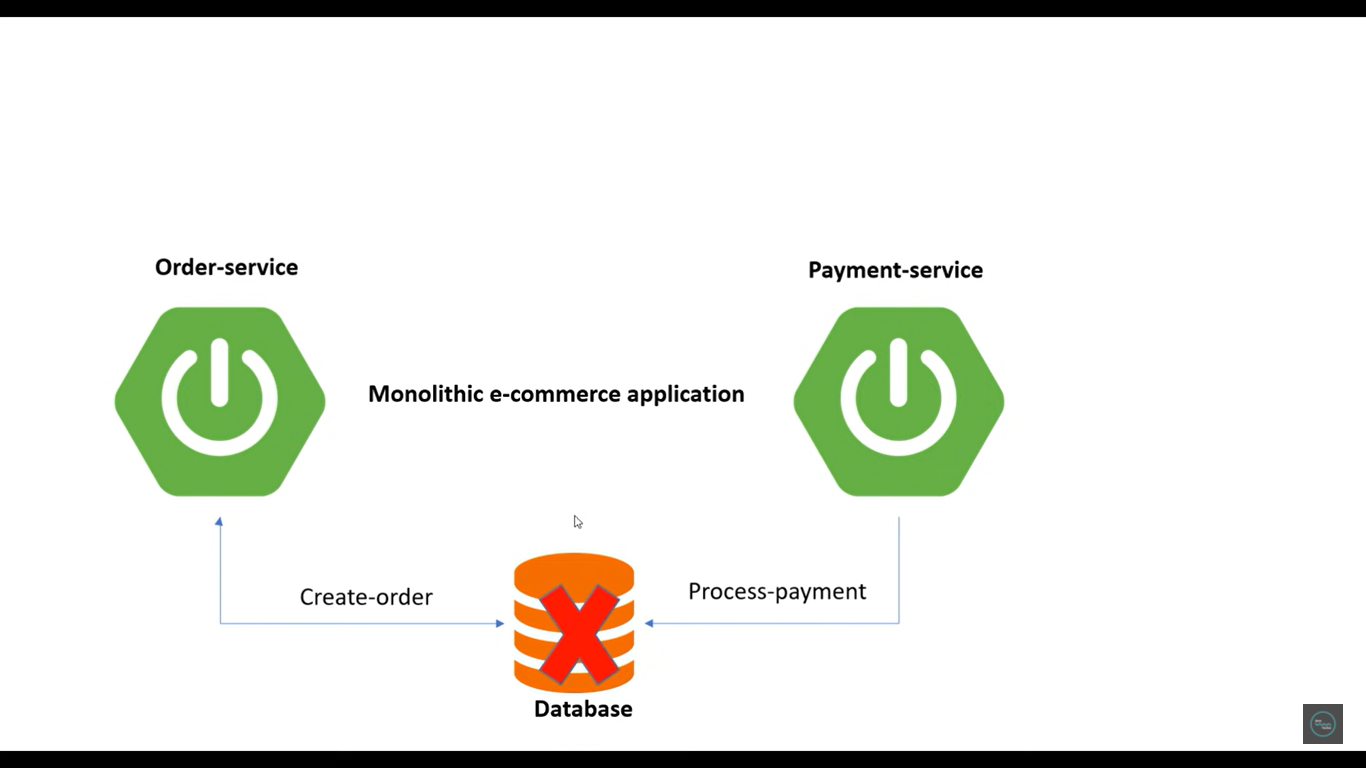 Order-service
Payment-service
Monolithic e-commerce application
Create-order
Process-payment
Database